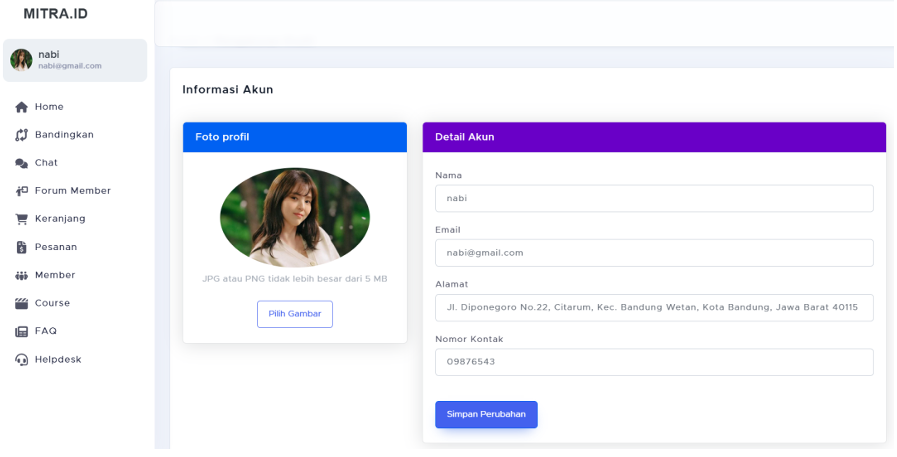 MITRA.ID
nabi
nabi@gmail.com
Home
Bandingkan
Chat
Forum Member
Keranjang
Pesanan
Member
Course
FAQ
Helpdesk
Informasi Akun
Foto profil
JPG atau PNG tidak lebih besar dari 5 MB
Pilih Gambar
Detail Akun
Nama
nabi
Email
nabi@gmail.com
Alamat
Jl. Diponegoro No.22, Citarum, Kec. Bandung Wetan, Kota Bandung, Jawa Barat 40115
Nomor Kontak
09876543
Simpan Perubahan